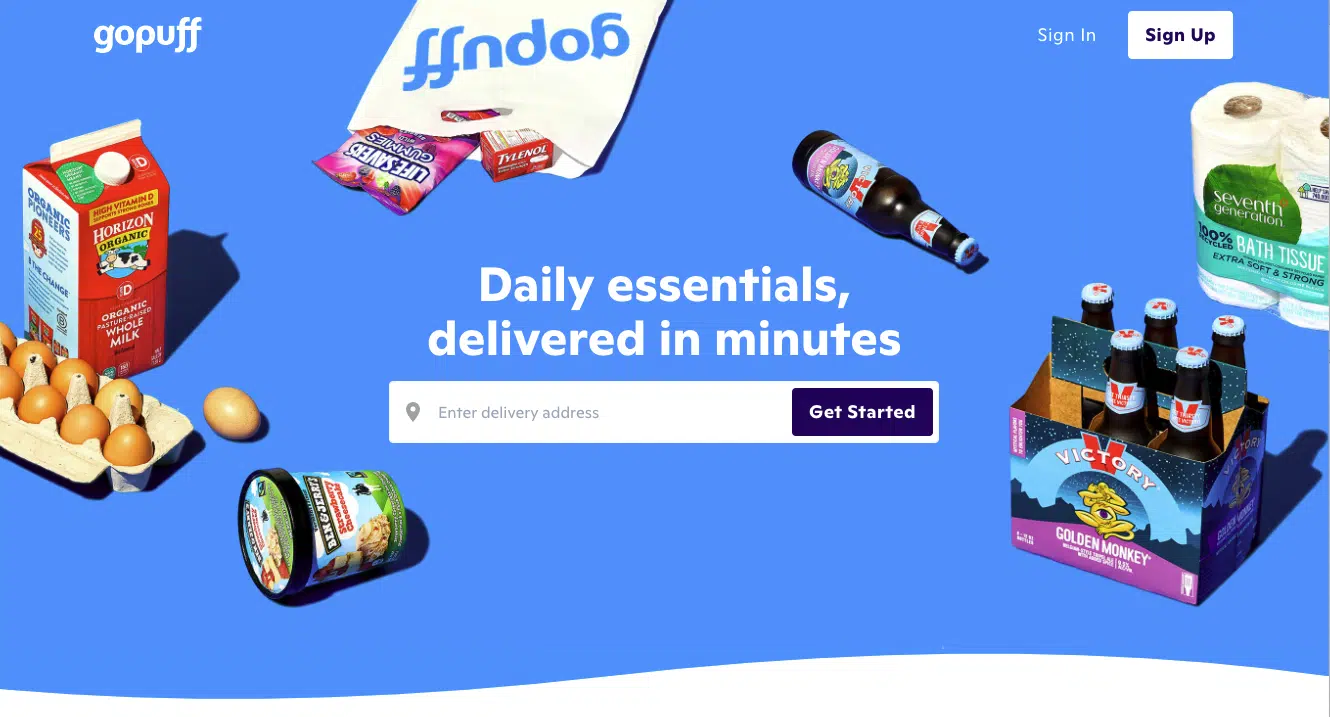 gopuff
gopuff
Sign In
Sign Up
LIFE SAVERS
GUMMIES
TYLENOL
ORGANIC
PIONEERS
HIGH VITAMIN D
HORIZON
ORGANIC
ORGANIC
PASTURE-RAISED
WHOLE
MILK
seventh
generation
100%
RECYCLED
BATH TISSUE
EXTRA SOFT & STRONG
Daily essentials,
delivered in minutes
Enter delivery address
Get Started
BEN & JERRY'S
Strawberry
Cheesecake
VICTORY
GOLDEN MONKEY